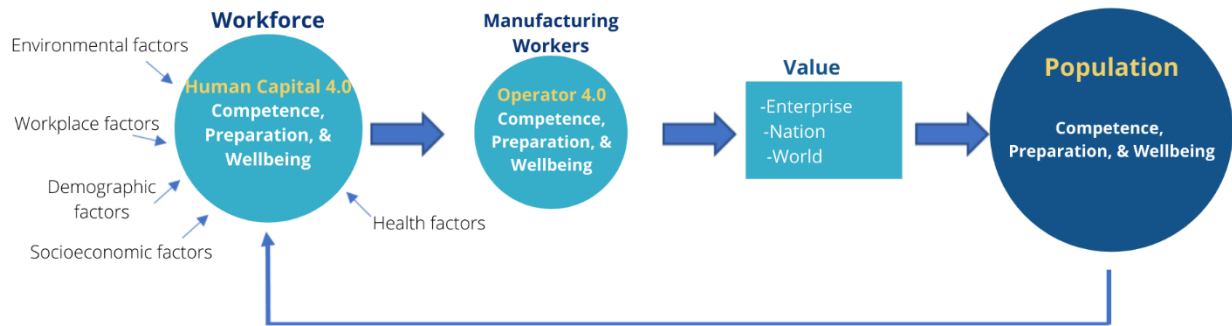 Workforce
Environmental factors
Workplace factors
Demographic
factors
Socioeconomic factors
Health factors
Human Capital 4.0
Competence,
Preparation, &
Wellbeing
Manufacturing
Workers
Operator 4.0
Competence,
Preparation, &
Wellbeing
Value
-Enterprise
-Nation
-World
Population
Competence,
Preparation, & Wellbeing